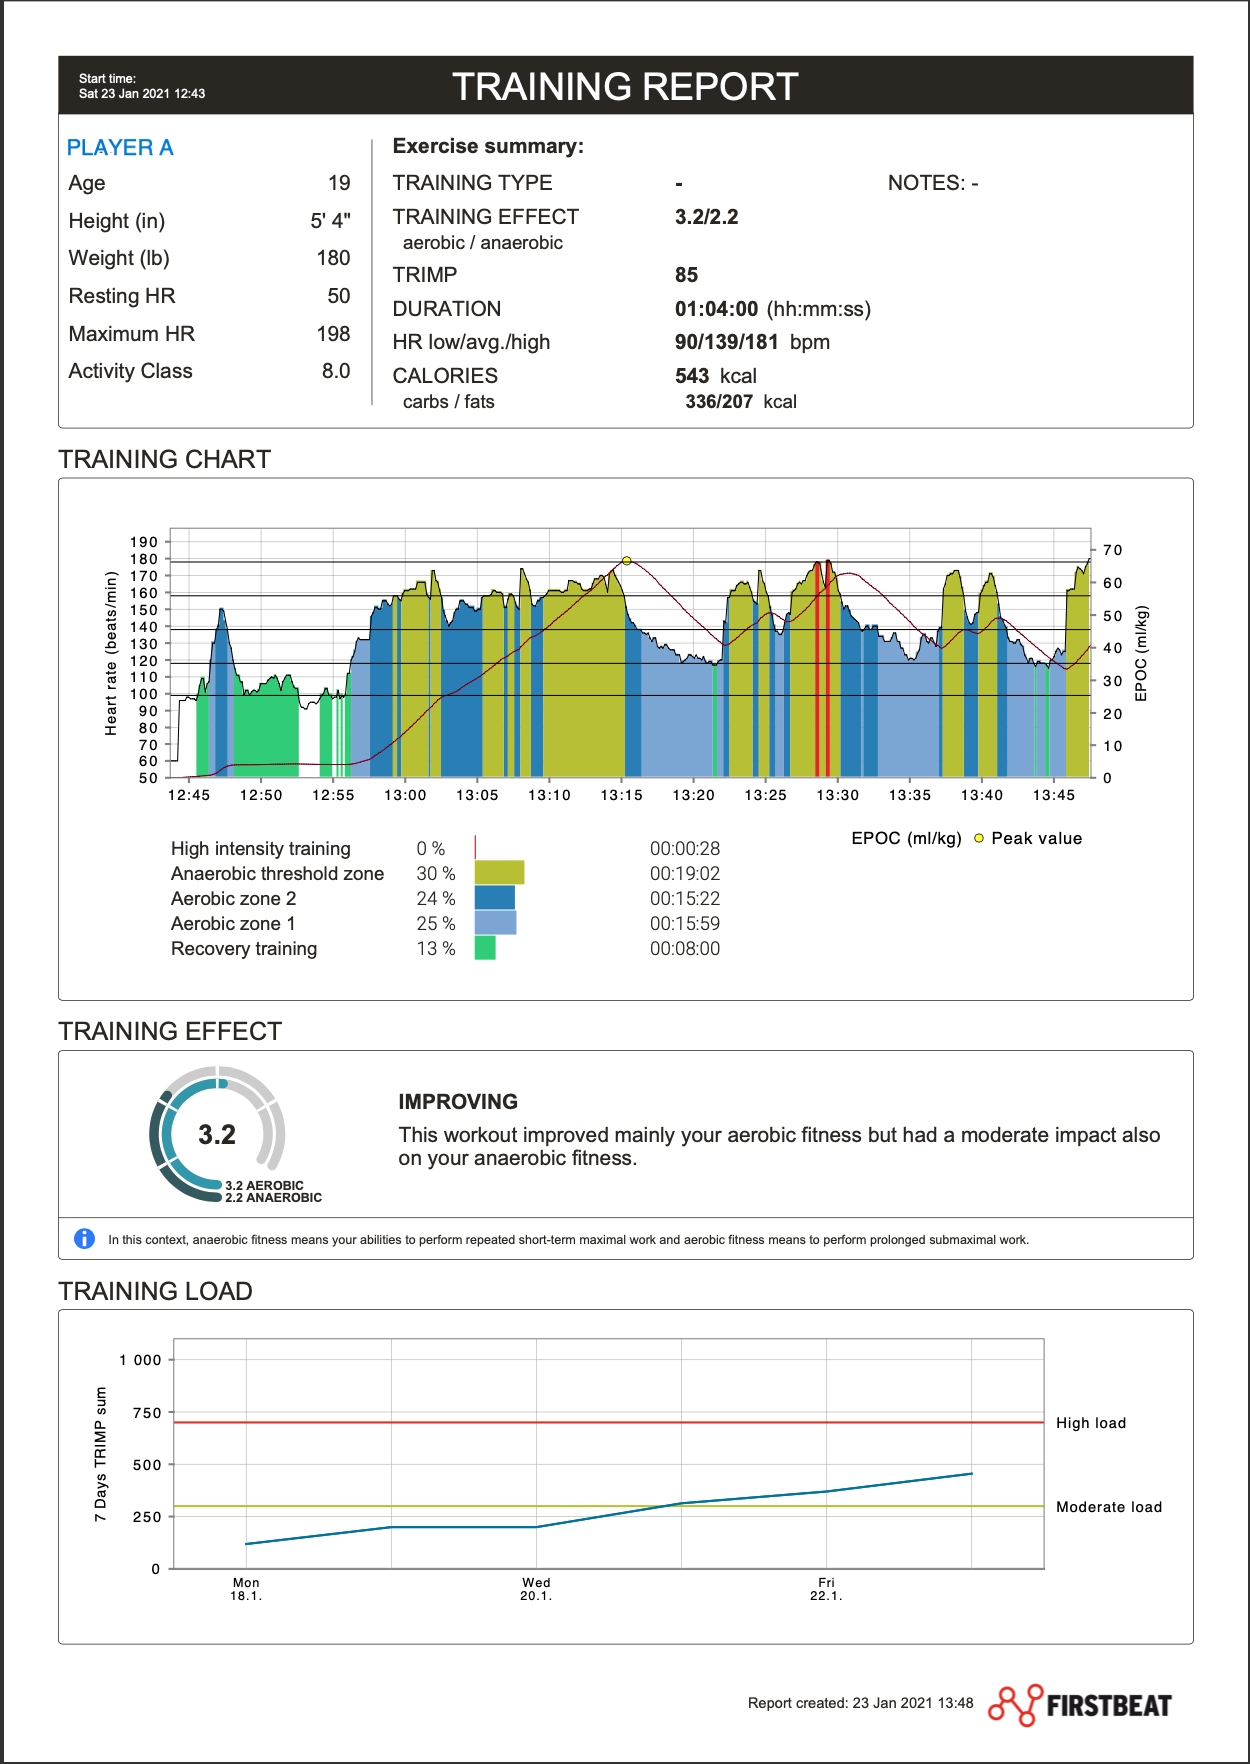 Start time:
Sat 23 Jan 2021 12:43
TRAINING REPORT
PLAYER A
Age 19
Height (in) 5' 4"
Weight (lb) 180
Resting HR 50
Maximum HR 198
Activity Class 8.0
Exercise summary:
TRAINING TYPE - NOTES: -
TRAINING EFFECT 3.2/2.2
aerobic / anaerobic
TRIMP 85
DURATION 01:04:00 (hh:mm:ss)
HR low/avg./high 90/139/181 bpm
CALORIES 543 kcal
carbs / fats 336/207 kcal
TRAINING CHART
Heart rate (beats/min)
190
180
170
160
150
140
130
120
110
100
90
80
70
60
50
70
60
50
40
30
20
10
0
EPOC (ml/kg)
12:45 12:50 12:55 13:00 13:05 13:10 13:15 13:20 13:25 13:30 13:35 13:40 13:45
EPOC (ml/kg) Peak value
High intensity training 0 % 00:00:28
Anaerobic threshold zone 30 % 00:19:02
Aerobic zone 2 24 % 00:15:22
Aerobic zone 1 25 % 00:15:59
Recovery training 13 % 00:08:00
TRAINING EFFECT
3.2
3.2 AEROBIC
2.2 ANAEROBIC
IMPROVING
This workout improved mainly your aerobic fitness but had a moderate impact also
on your anaerobic fitness.
i In this context, anaerobic fitness means your abilities to perform repeated short-term maximal work and aerobic fitness means to perform prolonged submaximal work.
TRAINING LOAD
7 Days TRIMP sum
1 000
750
500
250
0
High load
Moderate load
Mon Wed Fri
18.1. 20.1. 22.1.
Report created: 23 Jan 2021 13:48
FIRSTBEAT